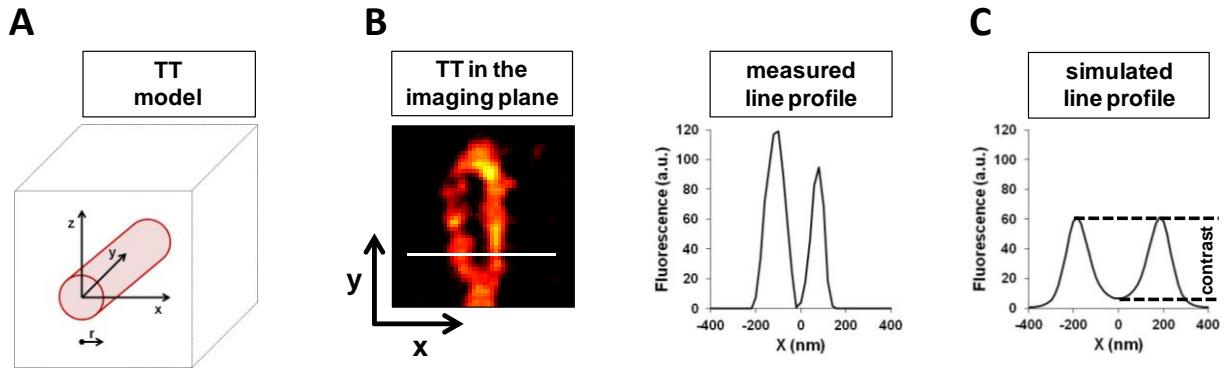 A
TT
model
z
y
x
r
B
TT in the
imaging plane
y
x
measured
line profile
Fluorescence (a.u.)
120
100
80
60
40
20
0
-400 -200 0 200 400
X (nm)
C
simulated
line profile
Fluorescence (a.u.)
120
100
80
60
40
20
0
-400 -200 0 200 400
X (nm)
contrast